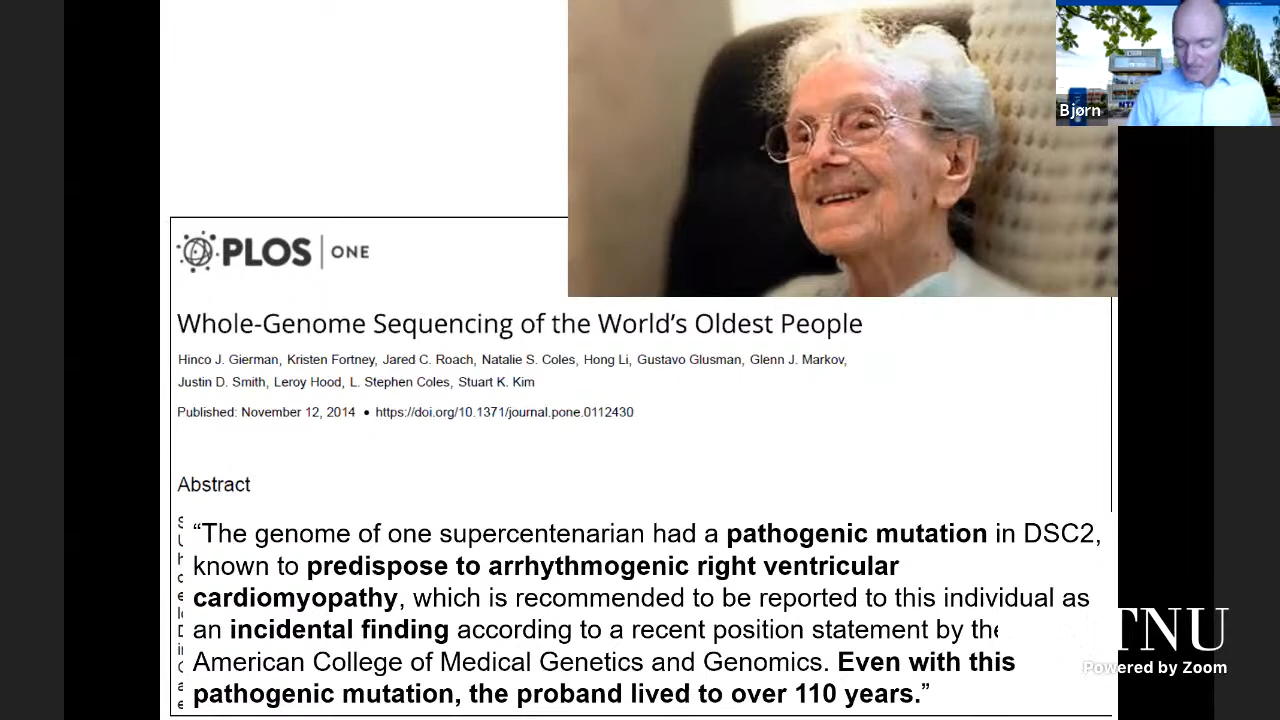 Bjørn
PLOS | ONE
Whole-Genome Sequencing of the World's Oldest People
Hinco J. Gierman, Kristen Fortney, Jared C. Roach, Natalie S. Coles, Hong Li, Gustavo Glusman, Glenn J. Markov,
Justin D. Smith, Leroy Hood, L. Stephen Coles, Stuart K. Kim
Published: November 12, 2014 • https://doi.org/10.1371/journal.pone.0112430
Abstract
“The genome of one supercentenarian had a pathogenic mutation in DSC2,
known to predispose to arrhythmogenic right ventricular
cardiomyopathy, which is recommended to be reported to this individual as
an incidental finding according to a recent position statement by the
American College of Medical Genetics and Genomics. Even with this
pathogenic mutation, the proband lived to over 110 years.”
TNU
Powered by Zoom